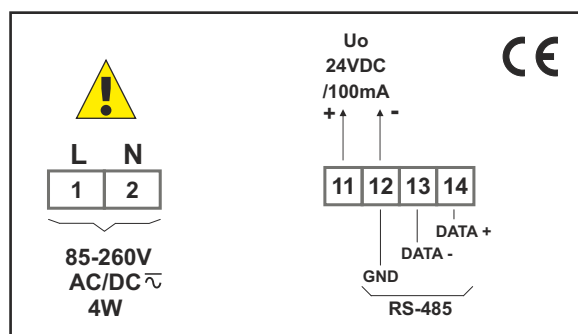 Uo
24VDC
/100mA
+ -
CE
L N
1 2
11 12 13 14
85-260V
AC/DC
4W
DATA +
DATA -
GND
RS-485